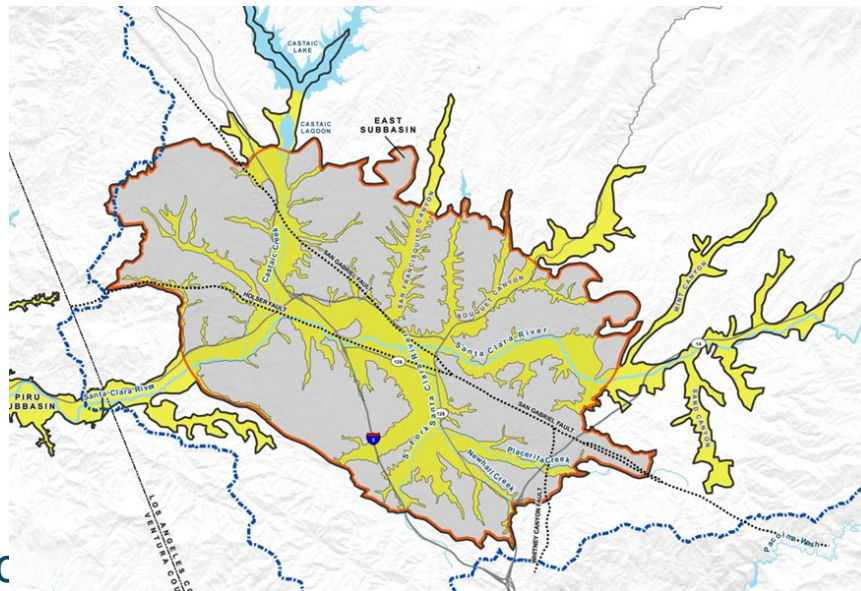 CASTAIC
LAKE
CASTAIC
LAGOON
EAST
SUBBASIN
Castaic Creek
SAN GABRIEL FAULT
SAN FRANCISQUITO CANYON
BOUQUET CANYON
MINT CANYON
HOLSER FAULT
Santa Clara River
126
14
SAND CANYON
Santa Clara River
PIRU
UBBASIN
S. Fork Santa Clara River
126
SAN GABRIEL FAULT
5
Placerita Creek
Newhall Creek
WHITNEY CANYON FAULT
Pacoima Wash
LOS ANGELES CO
VENTURA COU